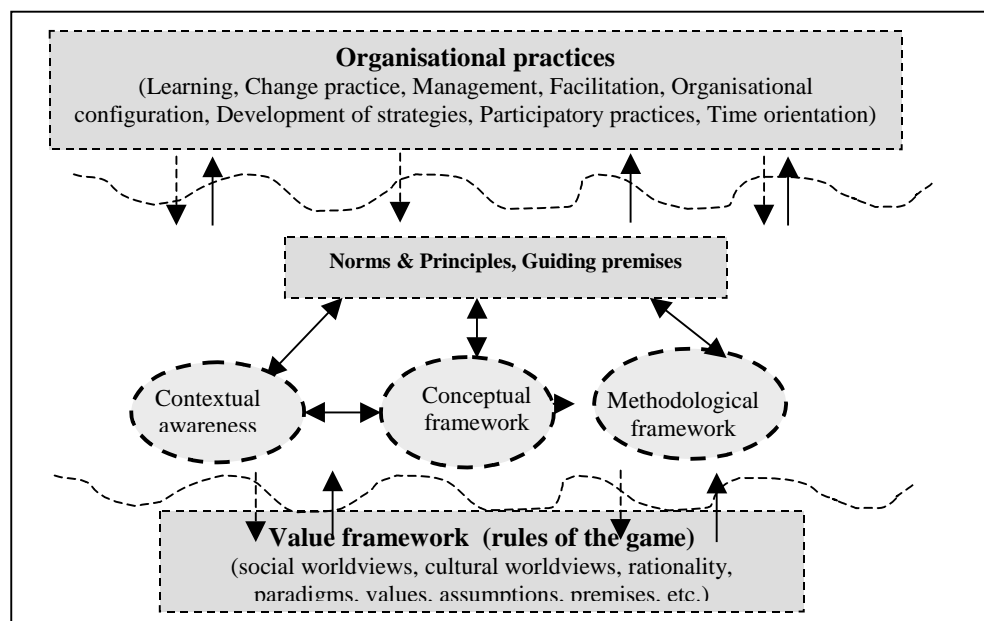 Organisational practices
(Learning, Change practice, Management, Facilitation, Organisational
configuration, Development of strategies, Participatory practices, Time orientation)
Norms & Principles, Guiding premises
Contextual
awareness
Conceptual
framework
Methodological
framework
Value framework (rules of the game)
(social worldviews, cultural worldviews, rationality,
paradigms, values, assumptions, premises, etc.)